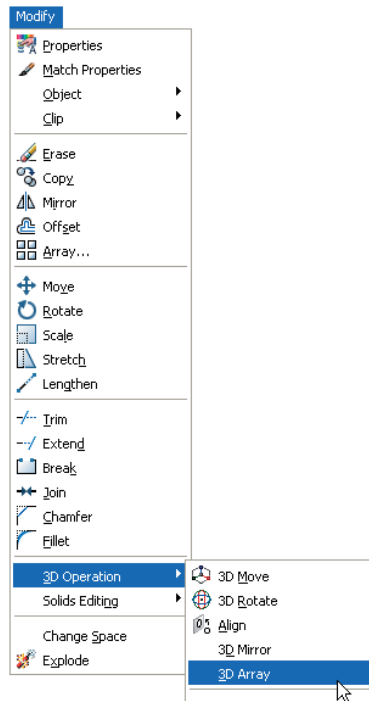 Modify
Properties
Match Properties
Object
Clip
Erase
Copy
Mirror
Offset
Array...
Move
Rotate
Scale
Stretch
Lengthen
Trim
Extend
Break
Join
Chamfer
Fillet
3D Operation
Solids Editing
Change Space
Explode
3D Move
3D Rotate
Align
3D Mirror
3D Array